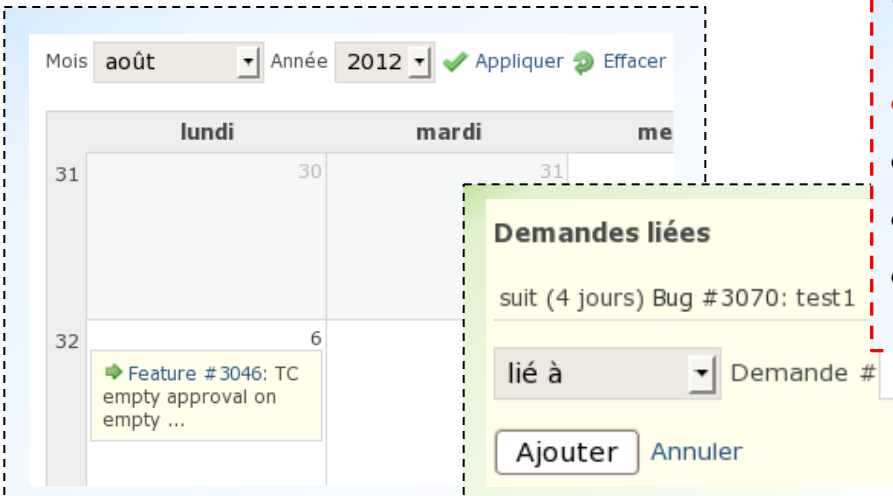 Mois août Année 2012 Appliquer Effacer
lundi mardi me
31 30 31
32 6
Feature #3046: TC
empty approval on
empty ...
Demandes liées
suit (4 jours) Bug #3070: test1
lié à Demande #
Ajouter Annuler